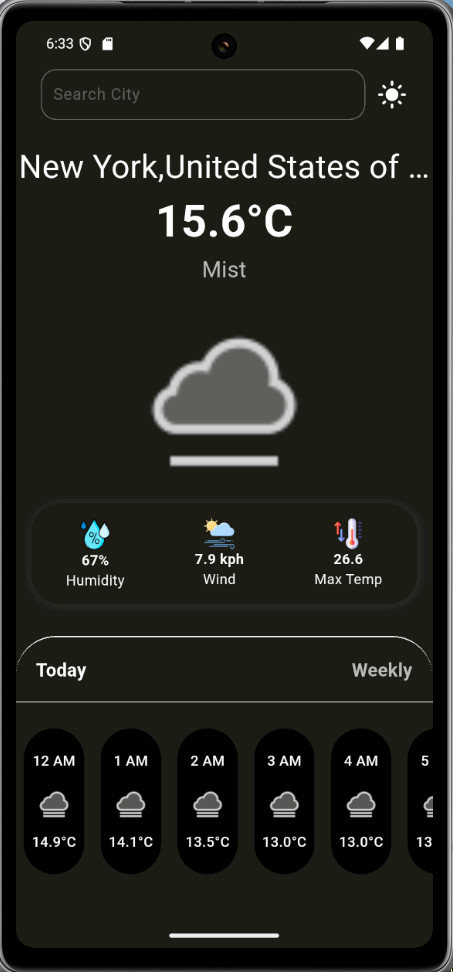 6:33
Search City
New York,United States of ...
15.6°C
Mist
%
67% 7.9 kph 26.6
Humidity Wind Max Temp
Today Weekly
12 AM 1 AM 2 AM 3 AM 4 AM 5
14.9°C 14.1°C 13.5°C 13.0°C 13.0°C 13